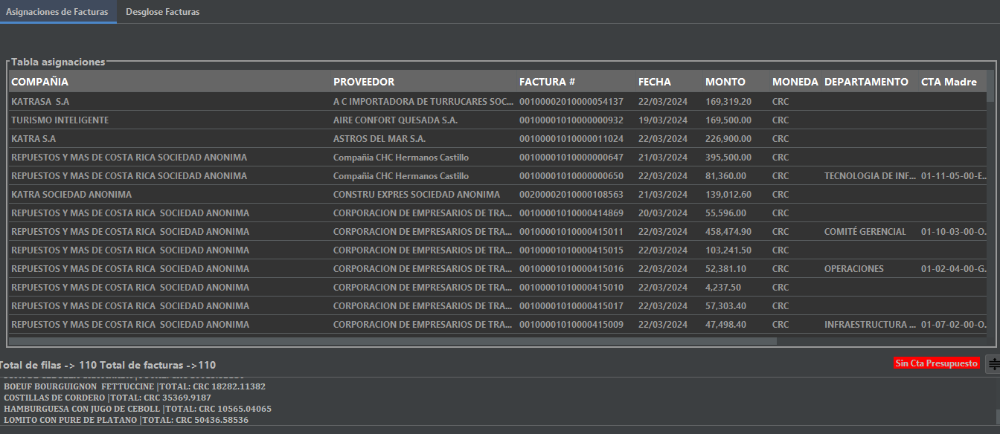 Asignaciones de Facturas Desglose Facturas
Tabla asignaciones
COMPAÑIA PROVEEDOR FACTURA # FECHA MONTO MONEDA DEPARTAMENTO CTA Madre
KATRASA S.A A C IMPORTADORA DE TURRUCARES SOC... 00100002010000054137 22/03/2024 169,319.20 CRC
TURISMO INTELIGENTE AIRE CONFORT QUESADA S.A. 00100001010000000932 19/03/2024 169,500.00 CRC
KATRA S.A ASTROS DEL MAR S.A. 00100001010000011024 22/03/2024 226,900.00 CRC
REPUESTOS Y MAS DE COSTA RICA SOCIEDAD ANONIMA Compañia CHC Hermanos Castillo 00100001010000000647 21/03/2024 395,500.00 CRC
REPUESTOS Y MAS DE COSTA RICA SOCIEDAD ANONIMA Compañia CHC Hermanos Castillo 00100001010000000650 22/03/2024 81,360.00 CRC TECNOLOGIA DE INF... 01-11-05-00-E...
KATRA SOCIEDAD ANONIMA CONSTRU EXPRES SOCIEDAD ANONIMA 00200002010000108563 21/03/2024 139,012.60 CRC
REPUESTOS Y MAS DE COSTA RICA SOCIEDAD ANONIMA CORPORACION DE EMPRESARIOS DE TRA... 00100001010000414869 20/03/2024 55,596.00 CRC
REPUESTOS Y MAS DE COSTA RICA SOCIEDAD ANONIMA CORPORACION DE EMPRESARIOS DE TRA... 00100001010000415011 22/03/2024 458,474.90 CRC COMITÉ GERENCIAL 01-10-03-00-O...
REPUESTOS Y MAS DE COSTA RICA SOCIEDAD ANONIMA CORPORACION DE EMPRESARIOS DE TRA... 00100001010000415015 22/03/2024 103,241.50 CRC
REPUESTOS Y MAS DE COSTA RICA SOCIEDAD ANONIMA CORPORACION DE EMPRESARIOS DE TRA... 00100001010000415016 22/03/2024 52,381.10 CRC OPERACIONES 01-02-04-00-G...
REPUESTOS Y MAS DE COSTA RICA SOCIEDAD ANONIMA CORPORACION DE EMPRESARIOS DE TRA... 00100001010000415010 22/03/2024 4,237.50 CRC
REPUESTOS Y MAS DE COSTA RICA SOCIEDAD ANONIMA CORPORACION DE EMPRESARIOS DE TRA... 00100001010000415017 22/03/2024 57,303.40 CRC
REPUESTOS Y MAS DE COSTA RICA SOCIEDAD ANONIMA CORPORACION DE EMPRESARIOS DE TRA... 00100001010000415009 22/03/2024 47,498.40 CRC INFRAESTRUCTURA ... 01-07-02-00-O...
Total de filas -> 110 Total de facturas ->110
Sin Cta Presupuesto
BOEUF BOURGUIGNON FETTUCCINE |TOTAL: CRC 18282.11382
COSTILLAS DE CORDERO |TOTAL: CRC 35369.9187
HAMBURGUESA CON JUGO DE CEBOLL |TOTAL: CRC 10565.04065
LOMITO CON PURE DE PLATANO |TOTAL: CRC 50436.58536